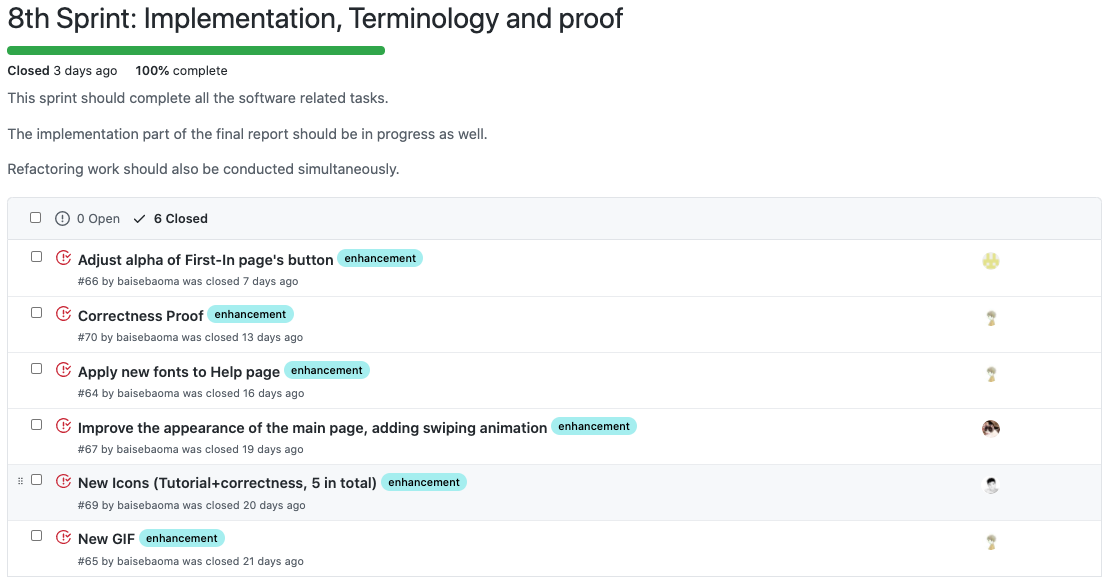 8th Sprint: Implementation, Terminology and proof
Closed 3 days ago 100% complete
This sprint should complete all the software related tasks.
The implementation part of the final report should be in progress as well.
Refactoring work should also be conducted simultaneously.
0 Open 6 Closed
Adjust alpha of First-In page's button enhancement
#66 by baisebaoma was closed 7 days ago
Correctness Proof enhancement
#70 by baisebaoma was closed 13 days ago
Apply new fonts to Help page enhancement
#64 by baisebaoma was closed 16 days ago
Improve the appearance of the main page, adding swiping animation enhancement
#67 by baisebaoma was closed 19 days ago
New Icons (Tutorial+correctness, 5 in total) enhancement
#69 by baisebaoma was closed 20 days ago
New GIF enhancement
#65 by baisebaoma was closed 21 days ago